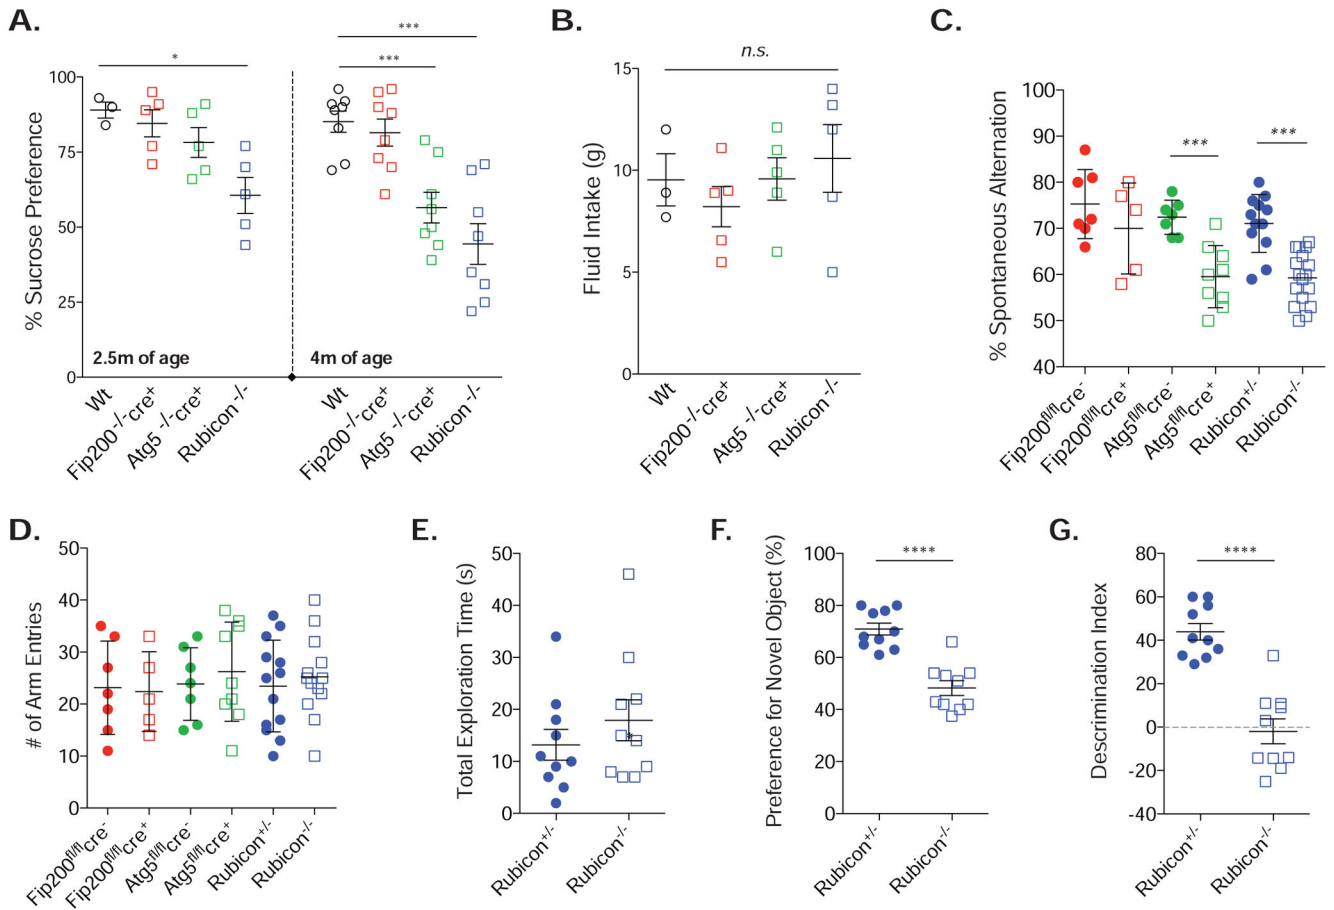 A.
% Sucrose Preference
100
75
50
25
0
*
***
***
2.5m of age
4m of age
Wt
Fip200 -/- cre+
Atg5 -/- cre+
Rubicon -/-
Wt
Fip200 -/- cre+
Atg5 -/- cre+
Rubicon -/-
B.
Fluid Intake (g)
15
10
5
0
n.s.
Wt
Fip200 -/- cre+
Atg5 -/- cre+
Rubicon -/-
C.
% Spontaneous Alternation
100
90
80
70
60
50
40
***
***
Fip200fl/flcre-
Fip200fl/flcre+
Atg5fl/flcre-
Atg5fl/flcre+
Rubicon+/-
Rubicon-/-
D.
# of Arm Entries
50
40
30
20
10
0
Fip200fl/flcre-
Fip200fl/flcre+
Atg5fl/flcre-
Atg5fl/flcre+
Rubicon+/-
Rubicon-/-
E.
Total Exploration Time (s)
50
40
30
20
10
0
*
Rubicon+/-
Rubicon-/-
F.
Preference for Novel Object (%)
100
80
60
40
20
0
****
Rubicon+/-
Rubicon-/-
G.
Descrimination Index
80
60
40
20
0
-20
-40
****
Rubicon+/-
Rubicon-/-